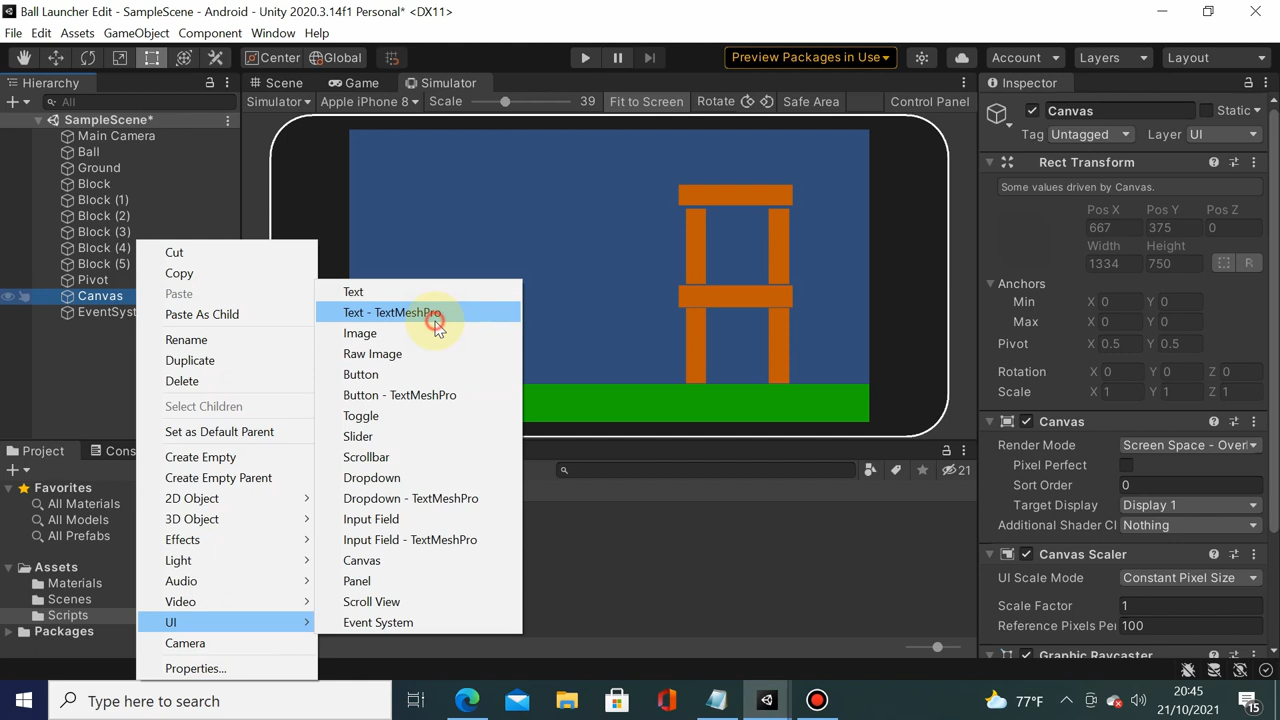 Ball Launcher Edit - SampleScene - Android - Unity 2020.3.14f1 Personal* <DX11>
File Edit Assets GameObject Component Window Help
Center Global Preview Packages in Use Account Layers Layout
Hierarchy Scene Game Simulator Inspector
All Simulator Apple iPhone 8 Scale 39 Fit to Screen Rotate Safe Area Control Panel Canvas Static
SampleScene*
Tag Untagged Layer UI
Main Camera
Ball
Ground
Block
Block (1)
Block (2)
Block (3)
Block (4)
Block (5)
Pivot
Canvas
EventSyst
Cut
Copy
Paste
Paste As Child
Rename
Duplicate
Delete
Select Children
Set as Default Parent
Create Empty
Create Empty Parent
2D Object
3D Object
Effects
Light
Audio
Video
UI
Camera
Properties...
Text
Text - TextMeshPro
Image
Raw Image
Button
Button - TextMeshPro
Toggle
Slider
Scrollbar
Dropdown
Dropdown - TextMeshPro
Input Field
Input Field - TextMeshPro
Canvas
Panel
Scroll View
Event System
Rect Transform
Some values driven by Canvas.
Pos X Pos Y Pos Z
667 375 0
Width Height
1334 750 R
Anchors
Min X 0 Y 0
Max X 0 Y 0
Pivot X 0.5 Y 0.5
Rotation X 0 Y 0 Z 0
Scale X 1 Y 1 Z 1
Canvas
Render Mode Screen Space - Over
Pixel Perfect
Sort Order 0
Target Display Display 1
Additional Shader Cl Nothing
Canvas Scaler
UI Scale Mode Constant Pixel Size
Scale Factor 1
Reference Pixels Per 100
Graphic Raycaster
Project Cons
21
Favorites
All Materials
All Models
All Prefabs
Assets
Materials
Scenes
Scripts
Packages
Type here to search
77°F
20:45
21/10/2021
15